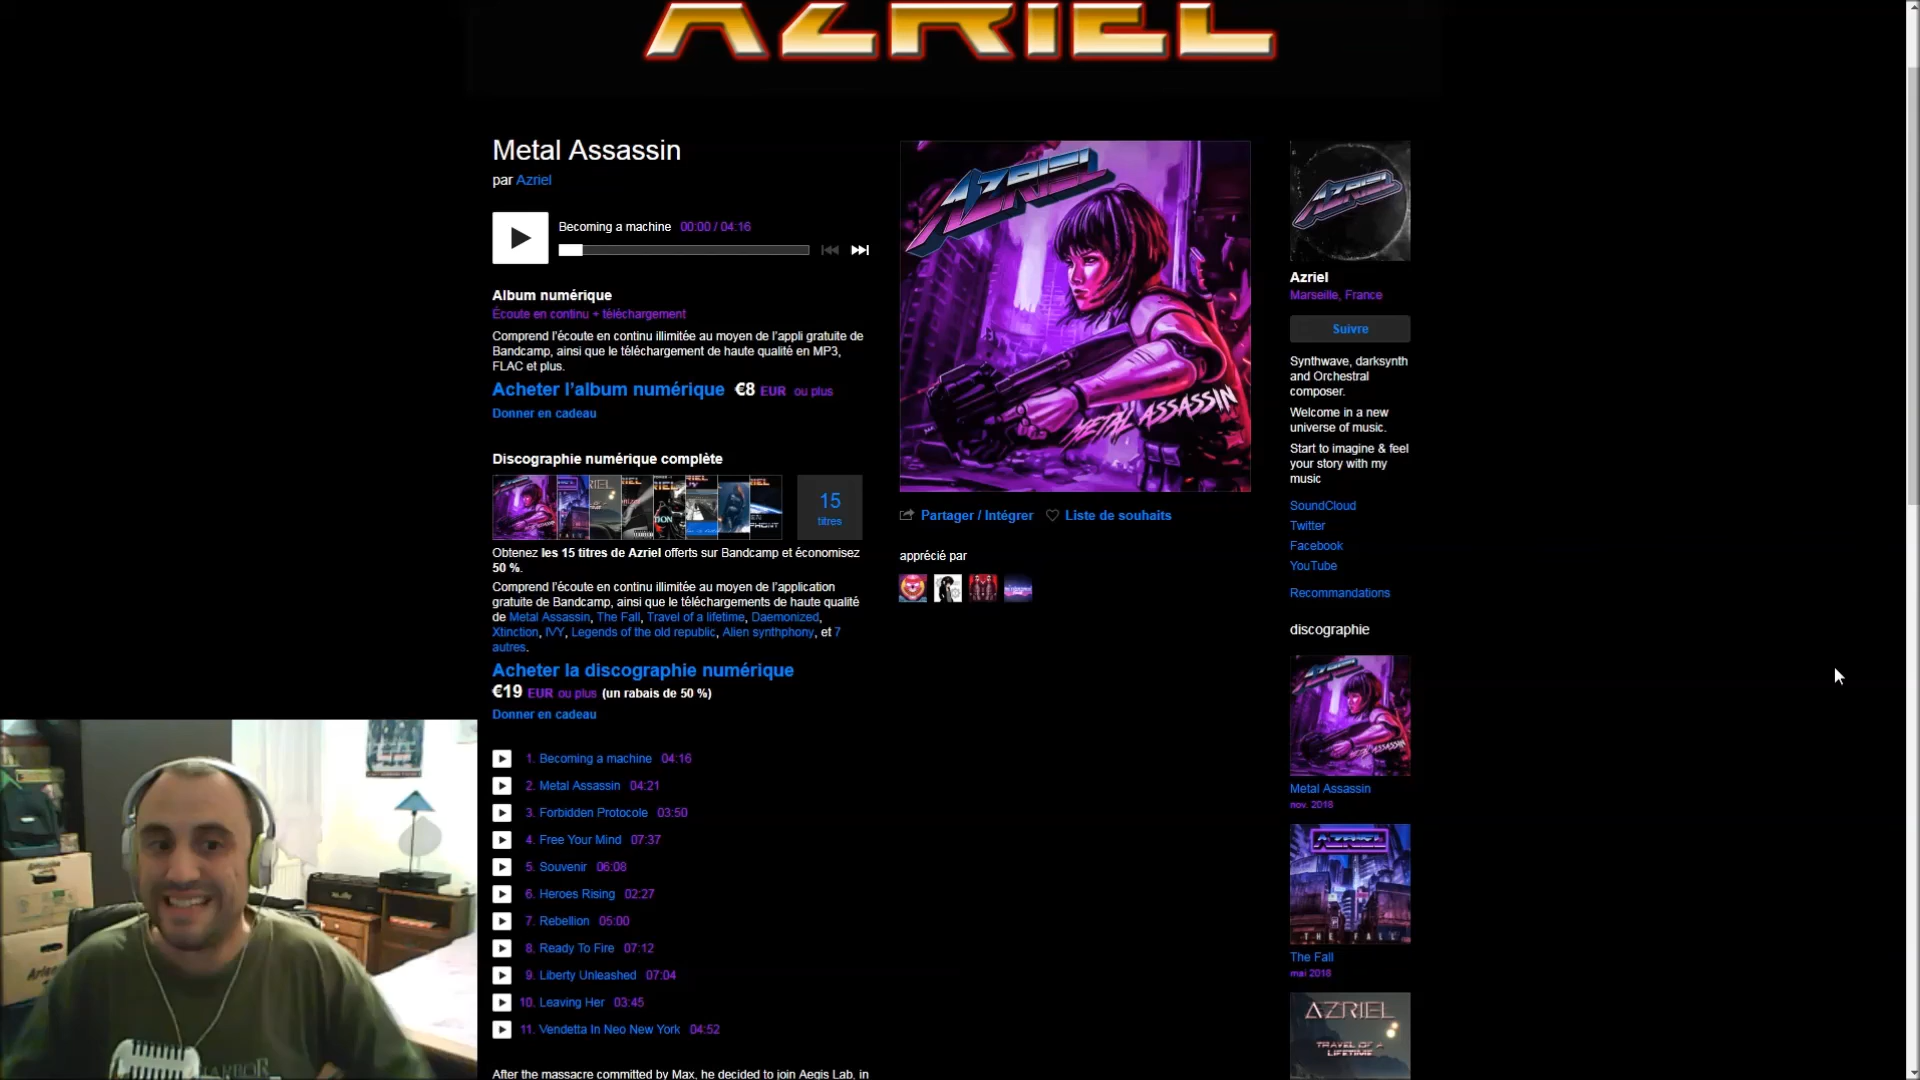 AZRIEL
Metal Assassin
par Azriel
Becoming a machine 00:00 / 04:16
Album numérique
Écoute en continu + téléchargement
Comprend l'écoute en continu illimitée au moyen de l'appli gratuite de
Bandcamp, ainsi que le téléchargement de haute qualité en MP3,
FLAC et plus.
Acheter l'album numérique €8 EUR ou plus
Donner en cadeau
Discographie numérique complète
15
titres
Obtenez les 15 titres de Azriel offerts sur Bandcamp et économisez
50 %.
Comprend l'écoute en continu illimitée au moyen de l'application
gratuite de Bandcamp, ainsi que le téléchargements de haute qualité
de Metal Assassin, The Fall, Travel of a lifetime, Daemonized,
Xtinction, IVY, Legends of the old republic, Alien synthphony, et 7
autres.
Acheter la discographie numérique
€19 EUR ou plus (un rabais de 50 %)
Donner en cadeau
1. Becoming a machine 04:16
2. Metal Assassin 04:21
3. Forbidden Protocole 03:50
4. Free Your Mind 07:37
5. Souvenir 06:08
6. Heroes Rising 02:27
7. Rebellion 05:00
8. Ready To Fire 07:12
9. Liberty Unleashed 07:04
10. Leaving Her 03:45
11. Vendetta In Neo New York 04:52
After the massacre committed by Max, he decided to join Aegis Lab, in
AZRIEL
METAL ASSASSIN
Partager / Intégrer Liste de souhaits
apprécié par
AZRIEL
Azriel
Marseille, France
Suivre
Synthwave, darksynth
and Orchestral
composer.
Welcome in a new
universe of music.
Start to imagine & feel
your story with my
music
SoundCloud
Twitter
Facebook
YouTube
Recommandations
discographie
AZRIEL
METAL ASSASSIN
Metal Assassin
nov. 2018
AZRIEL
THE FALL
The Fall
mai 2018
AZRIEL
TRAVEL OF A
LIFETIME